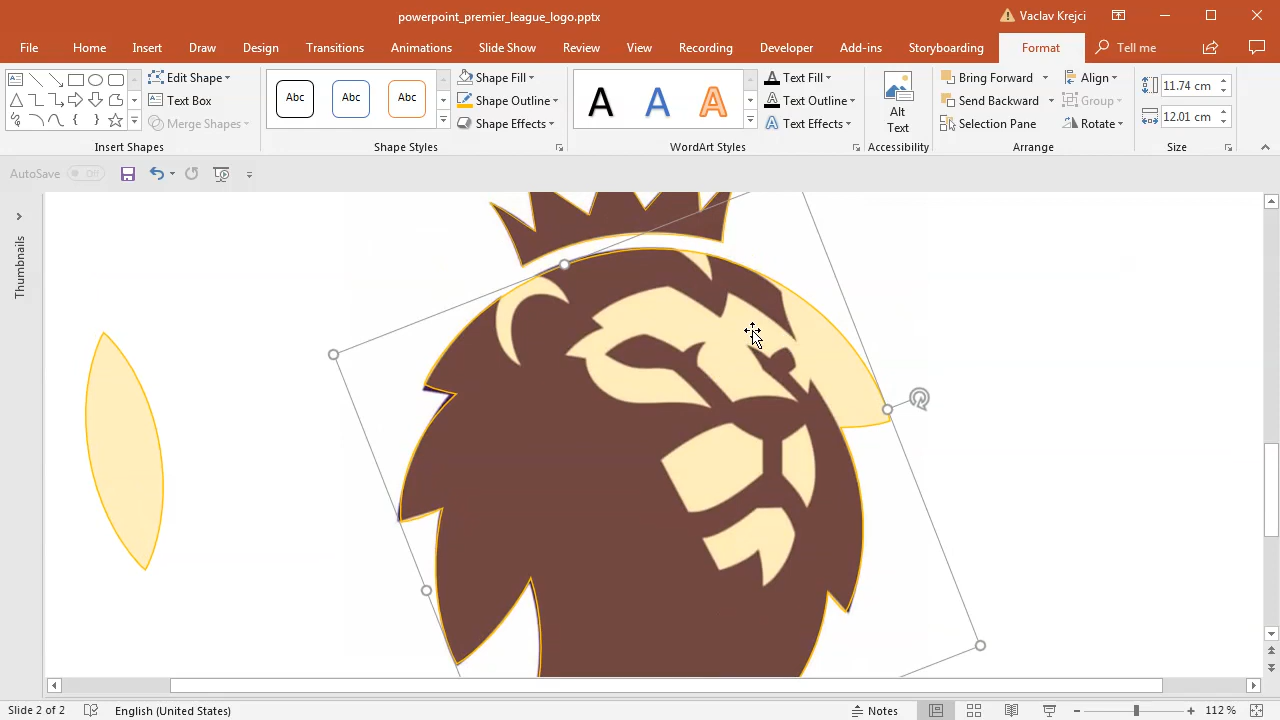 powerpoint_premier_league_logo.pptx
Vaclav Krejci
File Home Insert Draw Design Transitions Animations Slide Show Review View Recording Developer Add-ins Storyboarding Format Tell me
Edit Shape
Text Box
Merge Shapes
Insert Shapes
Abc Abc Abc
Shape Fill
Shape Outline
Shape Effects
Shape Styles
A A A
Text Fill
Text Outline
Text Effects
WordArt Styles
Alt
Text
Accessibility
Bring Forward
Send Backward
Selection Pane
Align
Group
Rotate
Arrange
11.74 cm
12.01 cm
Size
AutoSave Off
Thumbnails
Slide 2 of 2 English (United States) Notes 112 %